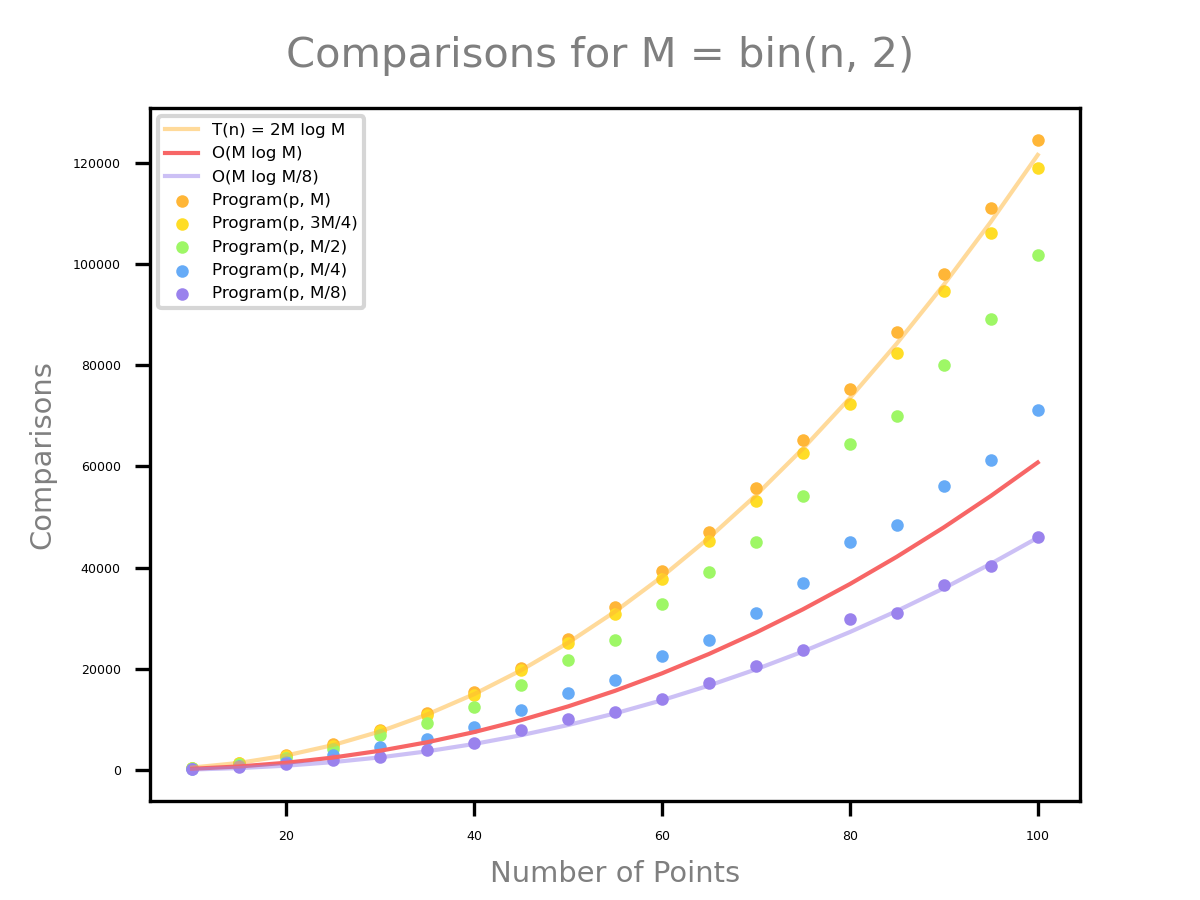 Comparisons for M = bin(n, 2)
T(n) = 2M log M
O(M log M)
O(M log M/8)
Program(p, M)
Program(p, 3M/4)
Program(p, M/2)
Program(p, M/4)
Program(p, M/8)
120000
100000
80000
60000
40000
20000
0
Comparisons
20 40 60 80 100
Number of Points